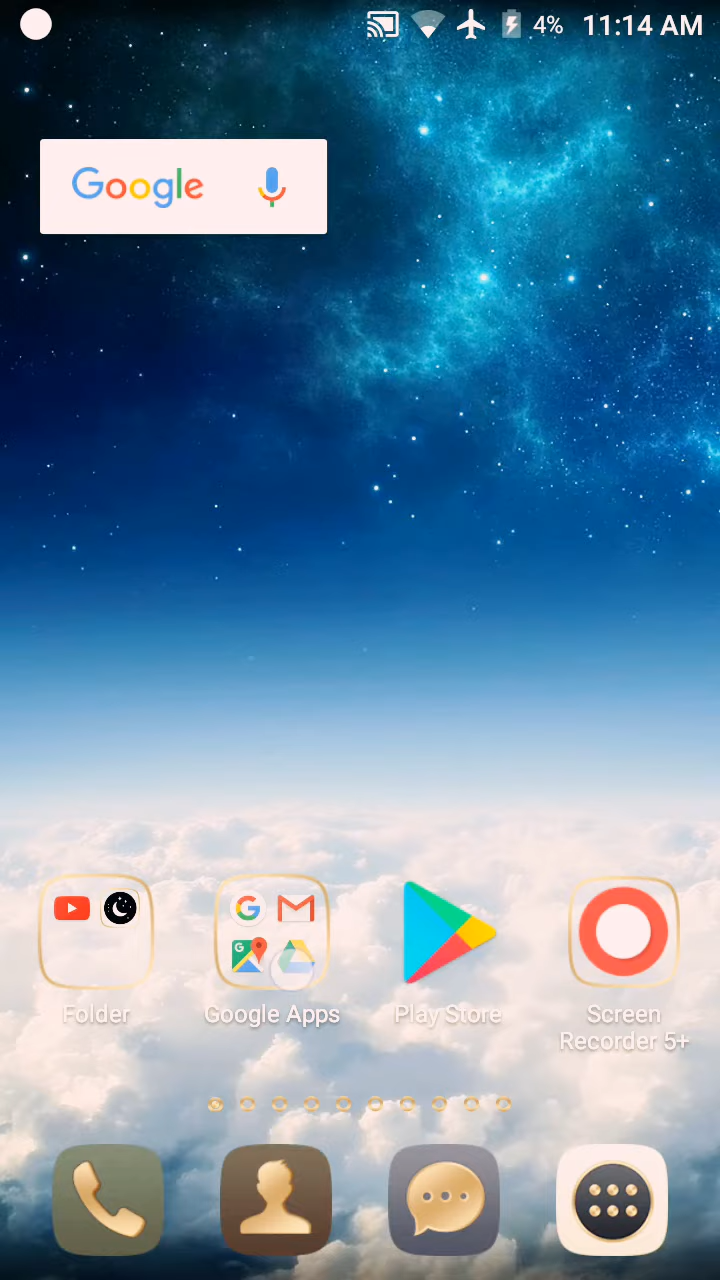 4% 11:14 AM
Google
G
G
Folder
Google Apps
Play Store
Screen
Recorder 5+